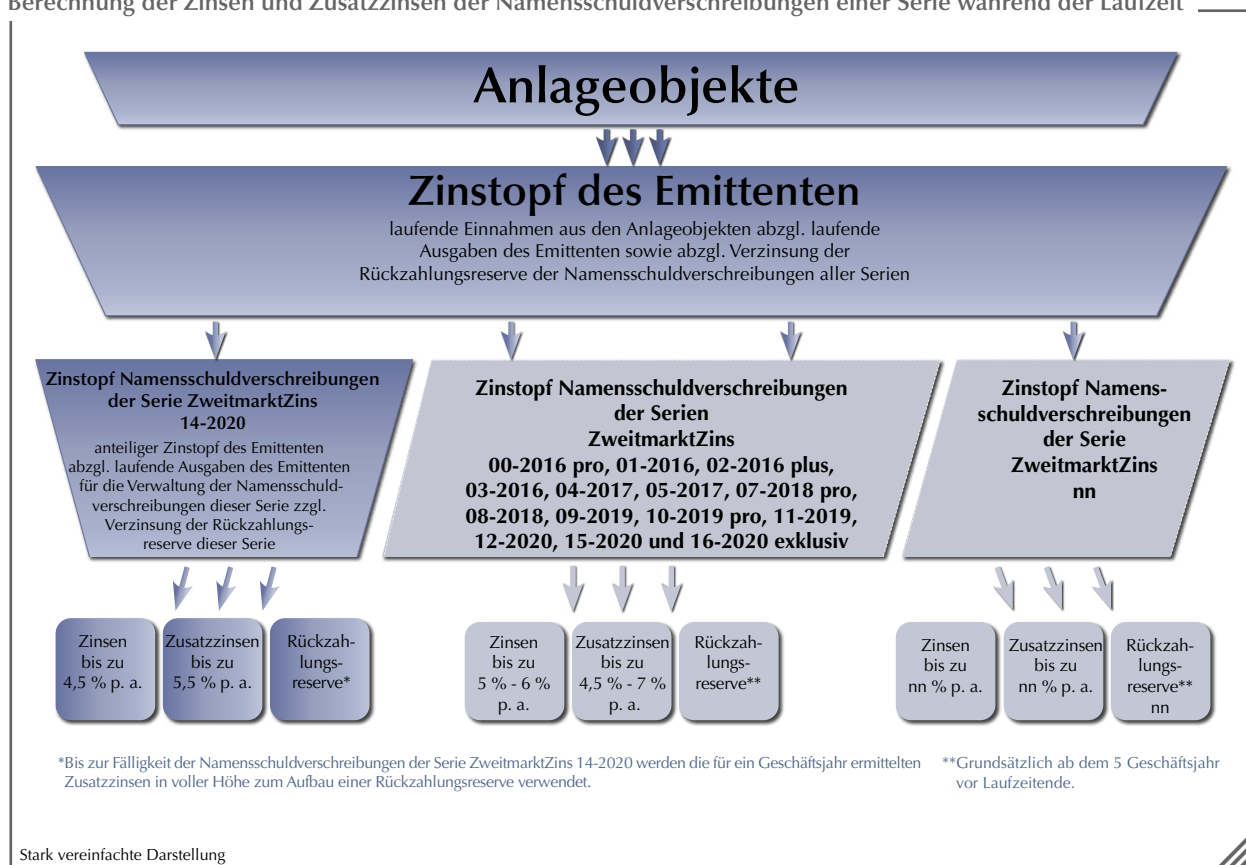 Berechnung der Zinsen und Zusatzzinsen der Namensschuldverschreibungen einer Serie während der Laufzeit
Anlageobjekte
Zinstopf des Emittenten
laufende Einnahmen aus den Anlageobjekten abzgl. laufende
Ausgaben des Emittenten sowie abzgl. Verzinsung der
Rückzahlungsreserve der Namensschuldverschreibungen aller Serien
Zinstopf Namensschuldverschreibungen
der Serie ZweitmarktZins
14-2020
anteiliger Zinstopf des Emittenten
abzgl. laufende Ausgaben des Emittenten
für die Verwaltung der Namensschuld-
verschreibungen dieser Serie zzgl.
Verzinsung der Rückzahlungs-
reserve dieser Serie
Zinstopf Namensschuldverschreibungen
der Serien
ZweitmarktZins
00-2016 pro, 01-2016, 02-2016 plus,
03-2016, 04-2017, 05-2017, 07-2018 pro,
08-2018, 09-2019, 10-2019 pro, 11-2019,
12-2020, 15-2020 und 16-2020 exklusiv
Zinstopf Namens-
schuldverschreibungen
der Serie
ZweitmarktZins
nn
Zinsen
bis zu
4,5 % p. a.
Zusatzzinsen
bis zu
5,5 % p. a.
Rückzah-
lungs-
reserve*
Zinsen
bis zu
5 % - 6 %
p. a.
Zusatzzinsen
bis zu
4,5 % - 7 %
p. a.
Rückzah-
lungs-
reserve**
Zinsen
bis zu
nn % p. a.
Zusatzzinsen
bis zu
nn % p. a.
Rückzah-
lungs-
reserve**
nn
*Bis zur Fälligkeit der Namensschuldverschreibungen der Serie ZweitmarktZins 14-2020 werden die für ein Geschäftsjahr ermittelten
Zusatzzinsen in voller Höhe zum Aufbau einer Rückzahlungsreserve verwendet.
**Grundsätzlich ab dem 5 Geschäftsjahr
vor Laufzeitende.
Stark vereinfachte Darstellung